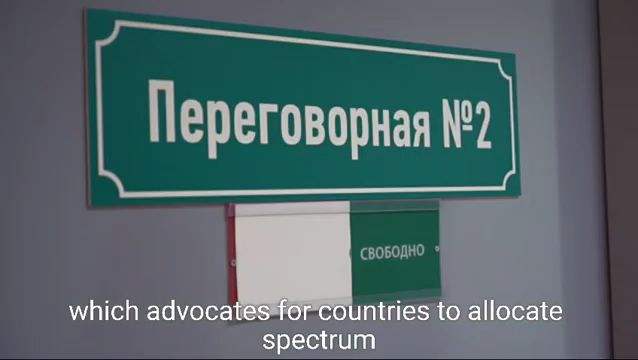 Переговорная №2
СВОБОДНО
which advocates for countries to allocate
spectrum